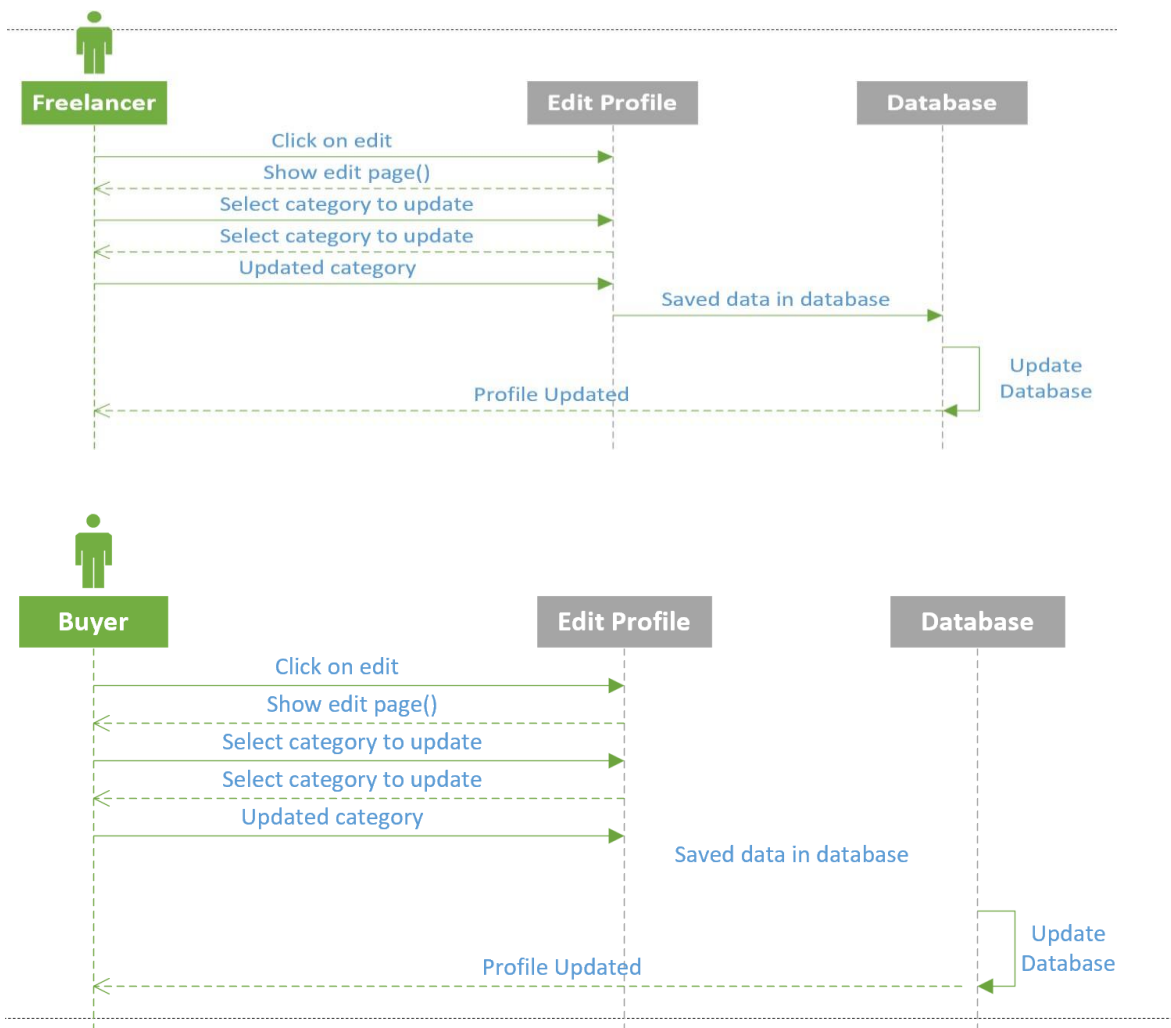 Freelancer
Edit Profile
Database
Click on edit
Show edit page()
Select category to update
Select category to update
Updated category
Saved data in database
Update
Database
Profile Updated
Buyer
Edit Profile
Database
Click on edit
Show edit page()
Select category to update
Select category to update
Updated category
Saved data in database
Update
Database
Profile Updated